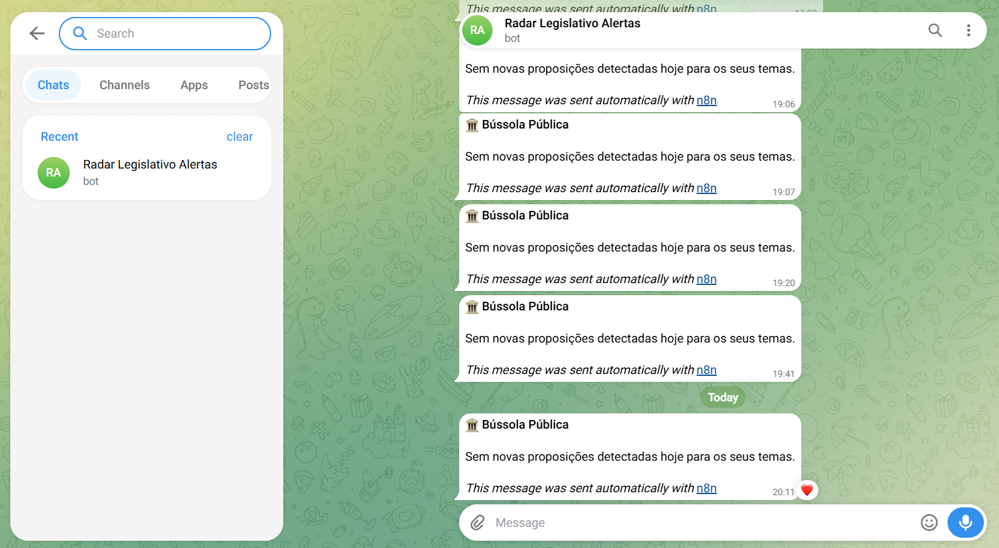 Search
Chats
Channels
Apps
Posts
Recent
clear
RA
Radar Legislativo Alertas
bot
This message was sent automatically with n8n
RA
Radar Legislativo Alertas
bot
Sem novas proposições detectadas hoje para os seus temas.
This message was sent automatically with n8n
19:06
🏛 Bússola Pública
Sem novas proposições detectadas hoje para os seus temas.
This message was sent automatically with n8n
19:07
🏛 Bússola Pública
Sem novas proposições detectadas hoje para os seus temas.
This message was sent automatically with n8n
19:20
🏛 Bússola Pública
Sem novas proposições detectadas hoje para os seus temas.
This message was sent automatically with n8n
19:41
Today
🏛 Bússola Pública
Sem novas proposições detectadas hoje para os seus temas.
This message was sent automatically with n8n
20:11 ❤️
Message